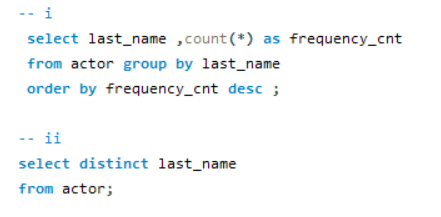 -- i
select last_name ,count(*) as frequency_cnt
from actor group by last_name
order by frequency_cnt desc ;
-- ii
select distinct last_name
from actor;